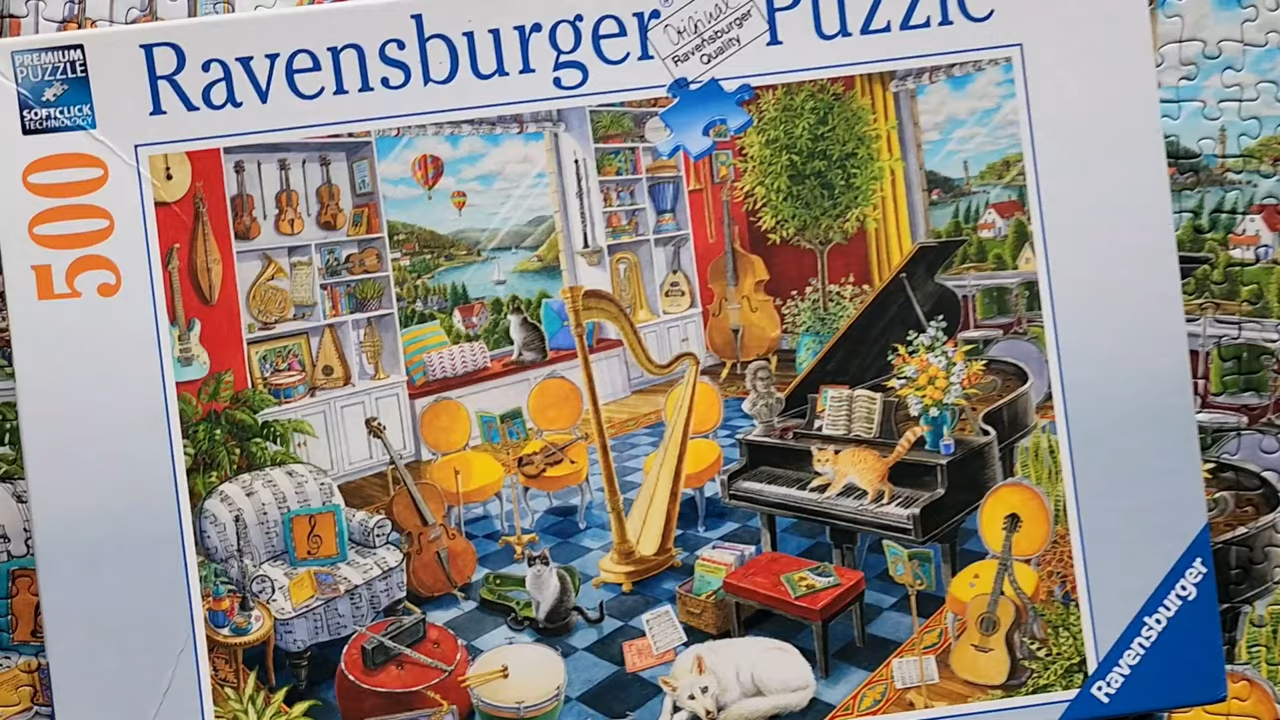 Ravensburger® Puzzle
Original
Ravensburger
Quality
PREMIUM
PUZZLE
SOFTCLICK
TECHNOLOGY
500
Ravensburger